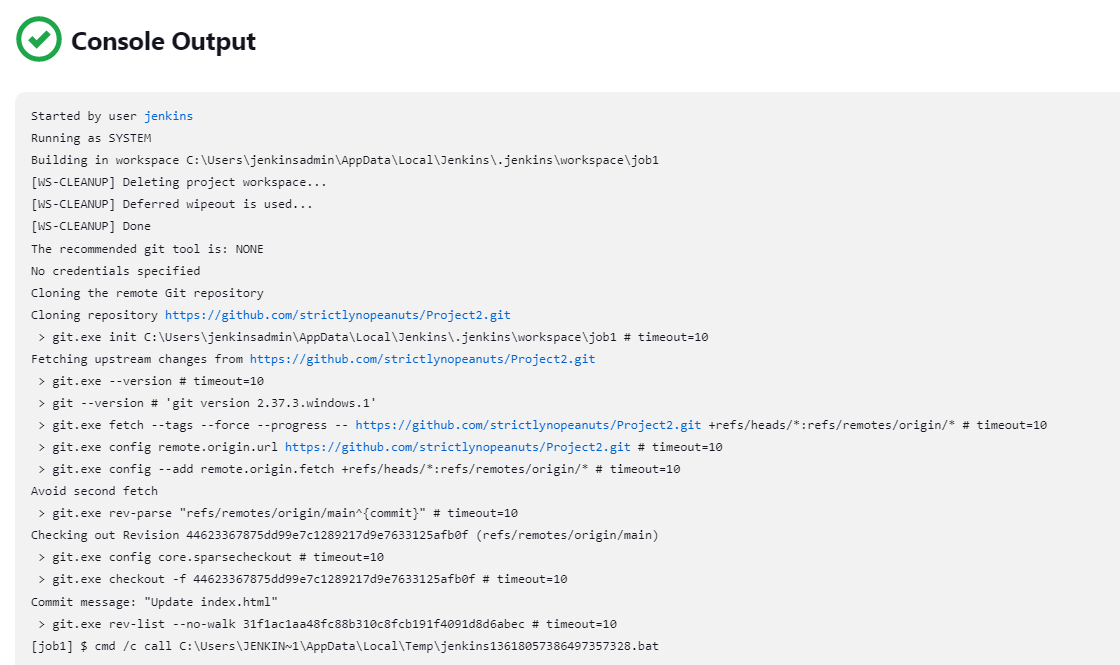 Console Output
Started by user jenkins
Running as SYSTEM
Building in workspace C:\Users\jenkinsadmin\AppData\Local\Jenkins\.jenkins\workspace\job1
[WS-CLEANUP] Deleting project workspace...
[WS-CLEANUP] Deferred wipeout is used...
[WS-CLEANUP] Done
The recommended git tool is: NONE
No credentials specified
Cloning the remote Git repository
Cloning repository https://github.com/strictlynopeanuts/Project2.git
 > git.exe init C:\Users\jenkinsadmin\AppData\Local\Jenkins\.jenkins\workspace\job1 # timeout=10
Fetching upstream changes from https://github.com/strictlynopeanuts/Project2.git
 > git.exe --version # timeout=10
 > git --version # 'git version 2.37.3.windows.1'
 > git.exe fetch --tags --force --progress -- https://github.com/strictlynopeanuts/Project2.git +refs/heads/*:refs/remotes/origin/* # timeout=10
 > git.exe config remote.origin.url https://github.com/strictlynopeanuts/Project2.git # timeout=10
 > git.exe config --add remote.origin.fetch +refs/heads/*:refs/remotes/origin/* # timeout=10
Avoid second fetch
 > git.exe rev-parse "refs/remotes/origin/main^{commit}" # timeout=10
Checking out Revision 44623367875dd99e7c1289217d9e7633125afb0f (refs/remotes/origin/main)
 > git.exe config core.sparsecheckout # timeout=10
 > git.exe checkout -f 44623367875dd99e7c1289217d9e7633125afb0f # timeout=10
Commit message: "Update index.html"
 > git.exe rev-list --no-walk 31f1ac1aa48fc88b310c8fcb191f4091d8d6abec # timeout=10
[job1] $ cmd /c call C:\Users\JENKIN~1\AppData\Local\Temp\jenkins13618057386497357328.bat